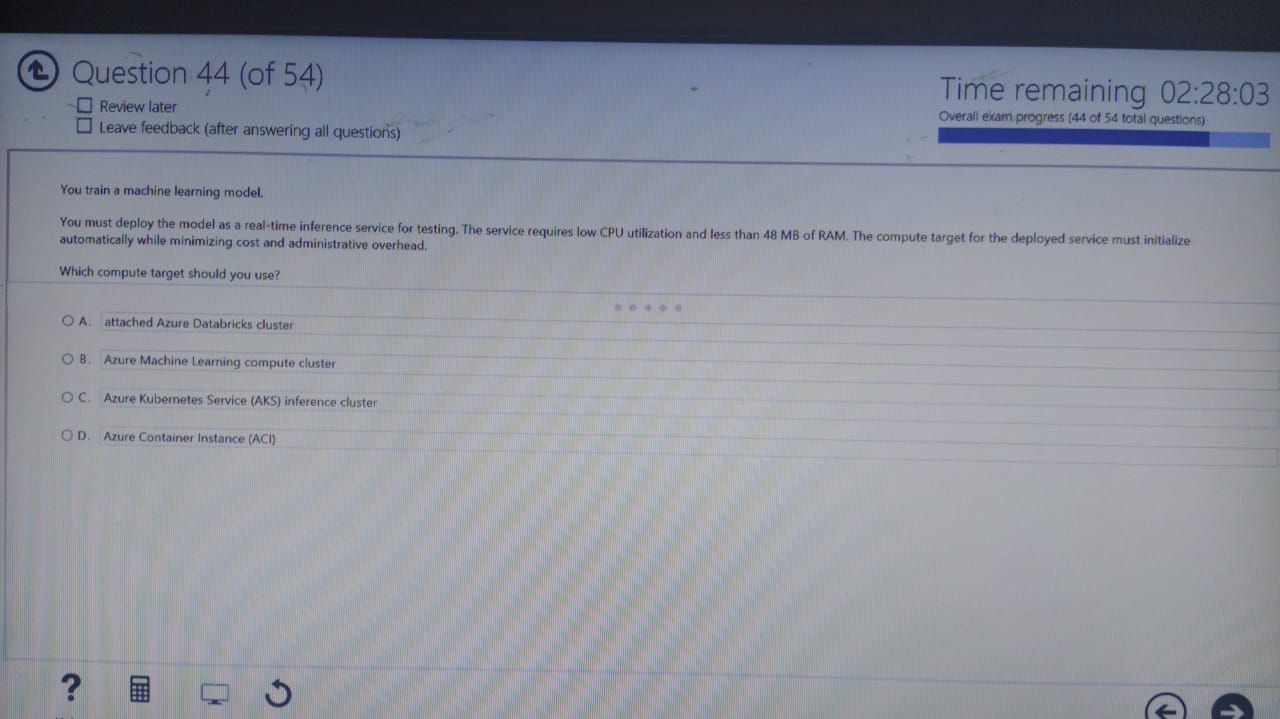 Question 44 (of 54)
Review later
Leave feedback (after answering all questions)
Time remaining 02:28:03
Overall exam progress (44 of 54 total questions)
You train a machine learning model.
You must deploy the model as a real-time inference service for testing. The service requires low CPU utilization and less than 48 MB of RAM. The compute target for the deployed service must initialize
automatically while minimizing cost and administrative overhead.
Which compute target should you use?
A. attached Azure Databricks cluster
B. Azure Machine Learning compute cluster
C. Azure Kubernetes Service (AKS) inference cluster
D. Azure Container Instance (ACI)
?